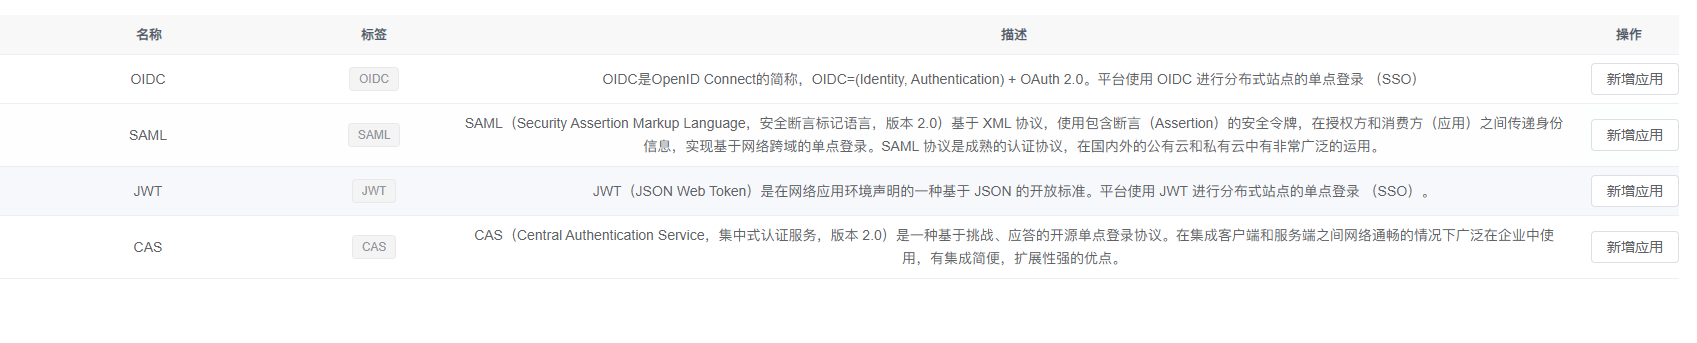 名称 标签 描述 操作
OIDC OIDC OIDC是OpenID Connect的简称，OIDC=(Identity, Authentication) + OAuth 2.0。平台使用 OIDC 进行分布式站点的单点登录 （SSO） 新增应用
SAML SAML SAML（Security Assertion Markup Language，安全断言标记语言，版本 2.0）基于 XML 协议，使用包含断言（Assertion）的安全令牌，在授权方和消费方（应用）之间传递身份 新增应用
信息，实现基于网络跨域的单点登录。SAML 协议是成熟的认证协议，在国内外的公有云和私有云中有非常广泛的运用。
JWT JWT JWT（JSON Web Token）是在网络应用环境声明的一种基于 JSON 的开放标准。平台使用 JWT 进行分布式站点的单点登录 （SSO）。 新增应用
CAS CAS CAS（Central Authentication Service，集中式认证服务，版本 2.0）是一种基于挑战、应答的开源单点登录协议。在集成客户端和服务端之间网络通畅的情况下广泛在企业中使 新增应用
用，有集成简便，扩展性强的优点。